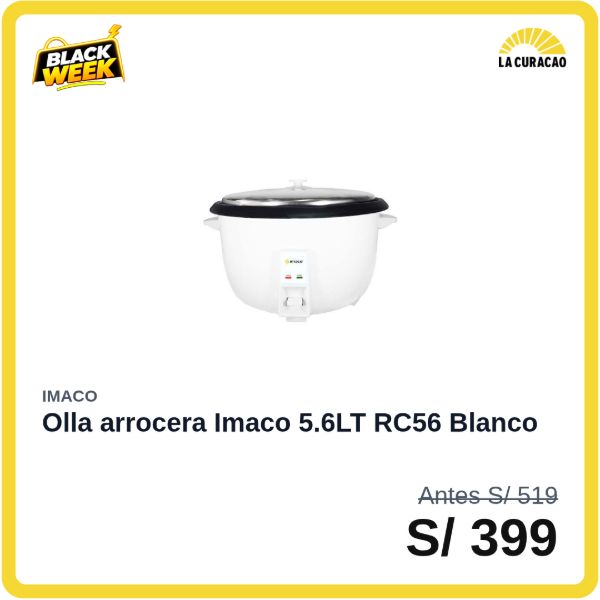 BLACK
WEEK
LA CURACAO
IMACO
Olla arrocera Imaco 5.6LT RC56 Blanco
Antes S/ 519
S/ 399